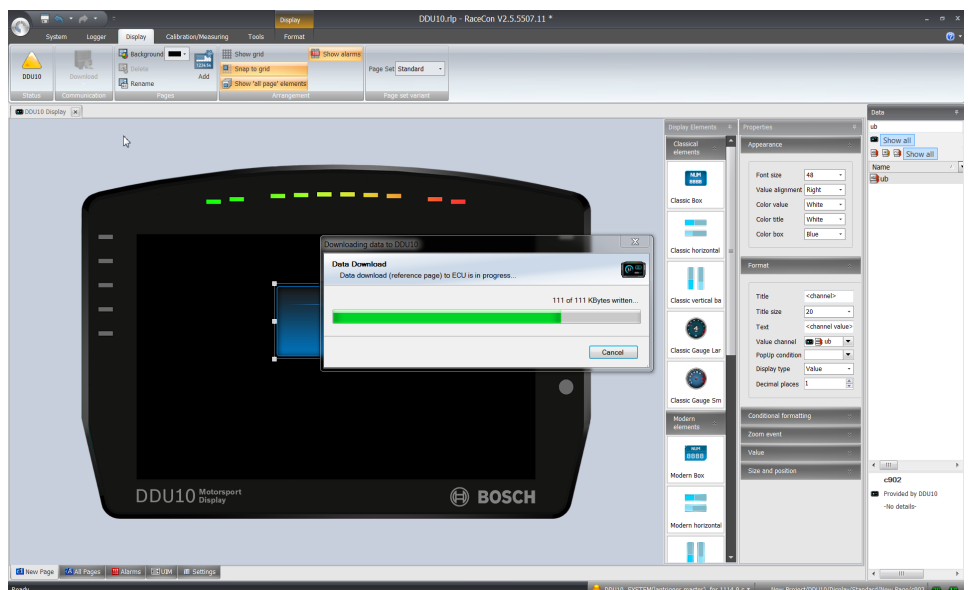 Display
DDU10.rlp - RaceCon V2.5.5507.11 *
System Logger Display Calibration/Measuring Tools Format
DDU10
Status
Download
Communication
Background
Delete
Rename
Add
Pages
Show grid
Snap to grid
Show 'all page' elements
Show alarms
Arrangement
Page Set Standard
Page set variant
DDU10 Display
Downloading data to DDU10
Data Download
Data download (reference page) to ECU is in progress...
111 of 111 KBytes written...
Cancel
DDU10 Motorsport
Display
BOSCH
Display Elements
Classical
elements
NUM
8888
Classic Box
Classic horizontal
Classic vertical ba
Classic Gauge Lar
Classic Gauge Sm
Modern
elements
NUM
8888
Modern Box
Modern horizontal
Properties
Appearance
Font size 48
Value alignment Right
Color value White
Color title White
Color box Blue
Format
Title <channel>
Title size 20
Text <channel value>
Value channel ub
PopUp condition
Display type Value
Decimal places 1
Conditional formatting
Zoom event
Value
Size and position
Data
ub
Show all
Show all
Name
ub
c902
Provided by DDU10
-No details-
New Page All Pages Alarms UIM Settings
Ready